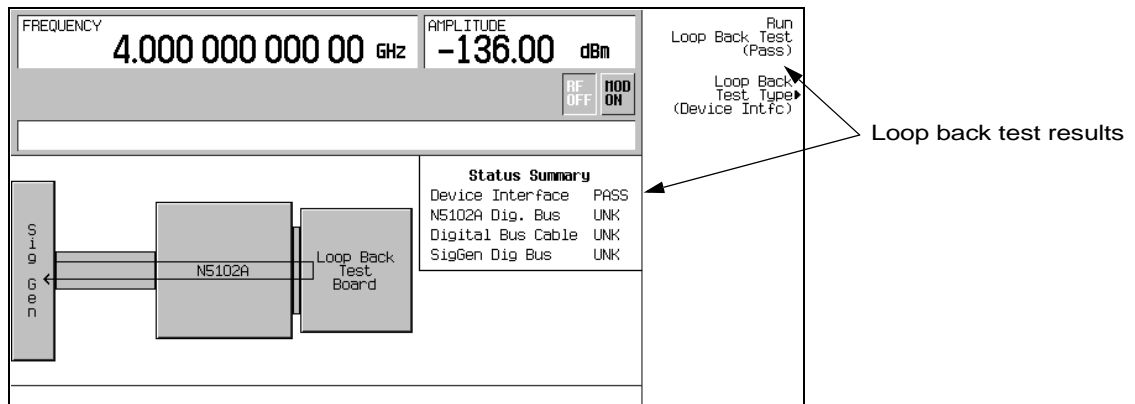 FREQUENCY
4.000 000 000 00 GHz
AMPLITUDE
-136.00 dBm
RF OFF
MOD ON
Run
Loop Back Test
(Pass)
Loop Back
Test Type
(Device Intfc)
Loop back test results
Status Summary
Device Interface PASS
N5102A Dig. Bus UNK
Digital Bus Cable UNK
SigGen Dig Bus UNK
Sig Gen
N5102A
Loop Back
Test
Board